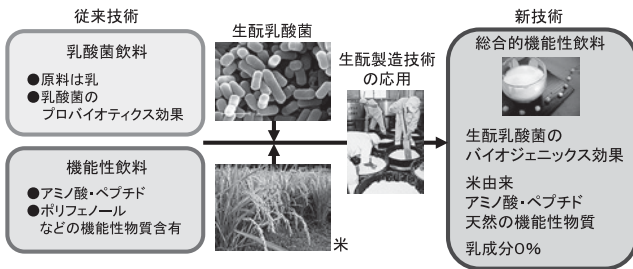 従来技術
乳酸菌飲料
●原料は乳
●乳酸菌の
プロバイオティクス効果
機能性飲料
●アミノ酸・ペプチド
●ポリフェノール
などの機能性物質含有
生酛乳酸菌
米
生酛製造技術
の応用
新技術
総合的機能性飲料
生酛乳酸菌の
バイオジェニックス効果
米由来
アミノ酸・ペプチド
天然の機能性物質
乳成分0%